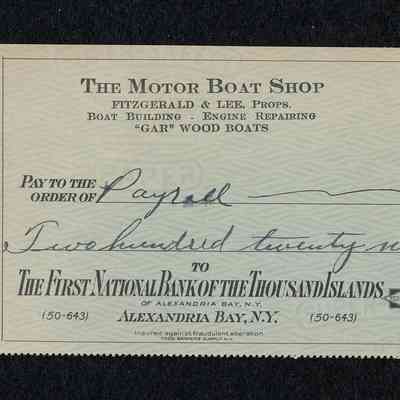 THE MOTOR BOAT SHOP
FITZGERALD & LEE, PROPS.
BOAT BUILDING - ENGINE REPAIRING
"GAR" WOOD BOATS
PAY TO THE
ORDER OF Payroll
Two hundred twenty
TO
THE FIRST NATIONAL BANK OF THE THOUSAND ISLANDS
OF ALEXANDRIA BAY, N.Y.
(50-643) ALEXANDRIA BAY, N.Y. (50-643)
Insured against fraudulent alteration